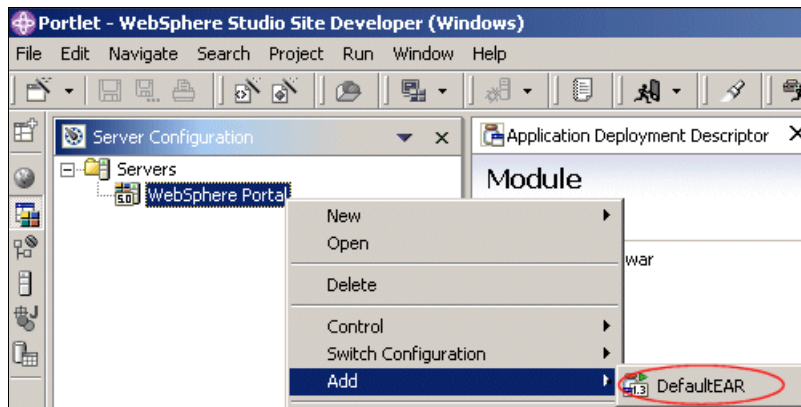 Portlet - WebSphere Studio Site Developer (Windows)
File Edit Navigate Search Project Run Window Help
Server Configuration
Application Deployment Descriptor
Servers
WebSphere Portal
5.0
Module
war
New
Open
Delete
Control
Switch Configuration
Add
1.3 DefaultEAR